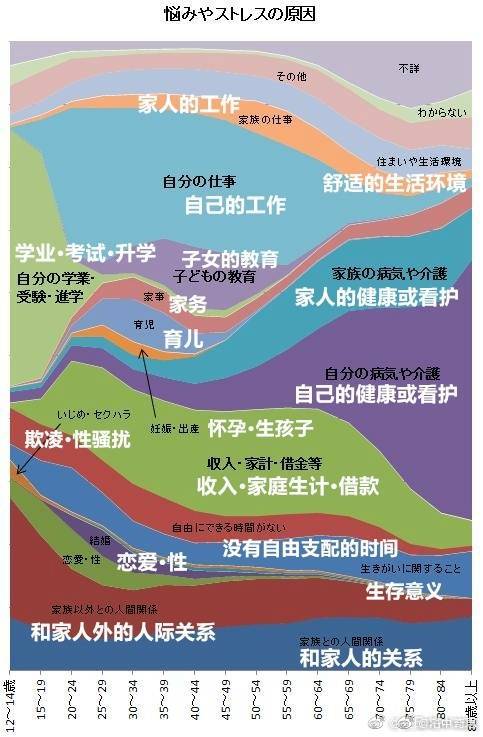 悩みやストレスの原因
不詳
その他
わからない
家人的工作
家族の仕事
住まいや生活環境
舒适的生活环境
自分の仕事
自己的工作
学业·考试·升学
自分の学業·
受験·進学
子女的教育
子どもの教育
家事
家务
家族の病気や介護
家人的健康或看护
育児
育儿
自分の病気や介護
自己的健康或看护
いじめ·セクハラ
欺凌·性骚扰
妊娠·出産
怀孕·生孩子
収入·家計·借金等
收入·家庭生计·借款
自由にできる時間がない
没有自由支配的时间
結婚
恋愛·性
恋爱·性
生きがいに関すること
生存意义
家族以外との人間関係
和家人外的人际关系
家族との人間関係
和家人的关系
12～14歳
15～19
20～24
25～29
30～34
35～39
40～44
45～49
50～54
55～59
60～64
65～69
70～74
75～79
80～84
歳以上